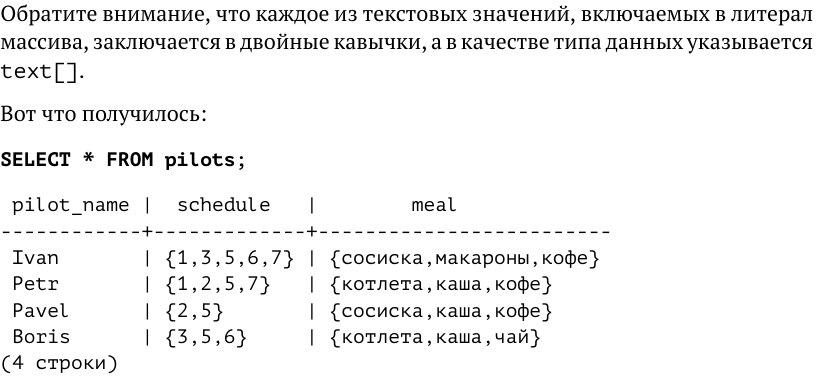 Обратите внимание, что каждое из текстовых значений, включаемых в литерал
массива, заключается в двойные кавычки, а в качестве типа данных указывается
text[].
Вот что получилось:
SELECT * FROM pilots;
 pilot_name |  schedule   |        meal
------------+-------------+-------------------------
 Ivan       | {1,3,5,6,7} | {сосиска,макароны,кофе}
 Petr       | {1,2,5,7}   | {котлета,каша,кофе}
 Pavel      | {2,5}       | {сосиска,каша,кофе}
 Boris      | {3,5,6}     | {котлета,каша,чай}
(4 строки)